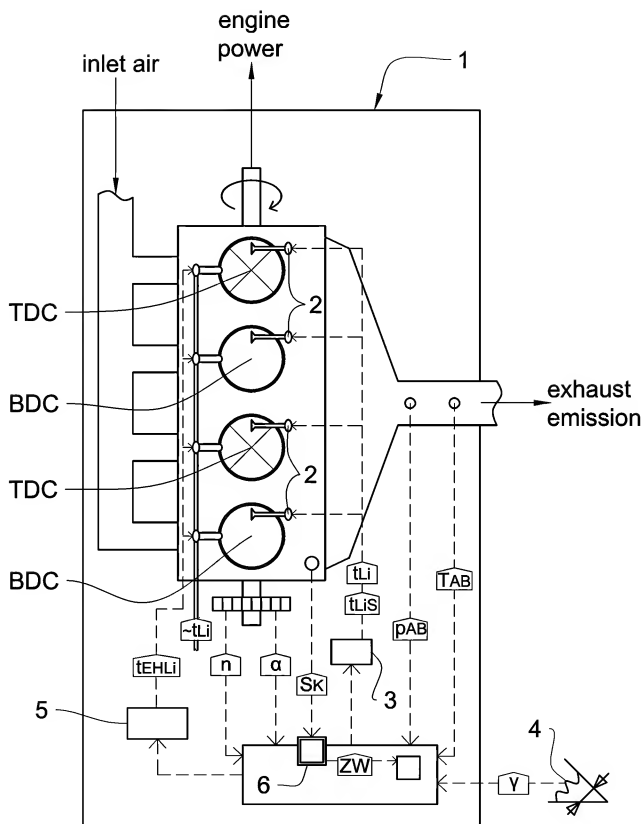 engine
power
inlet air
1
TDC
2
BDC
exhaust
emission
TDC
2
BDC
tLi
TAB
~tLi
tLiS
pAB
tEHLi
n
α
SK
3
5
4
6
ZW
γ